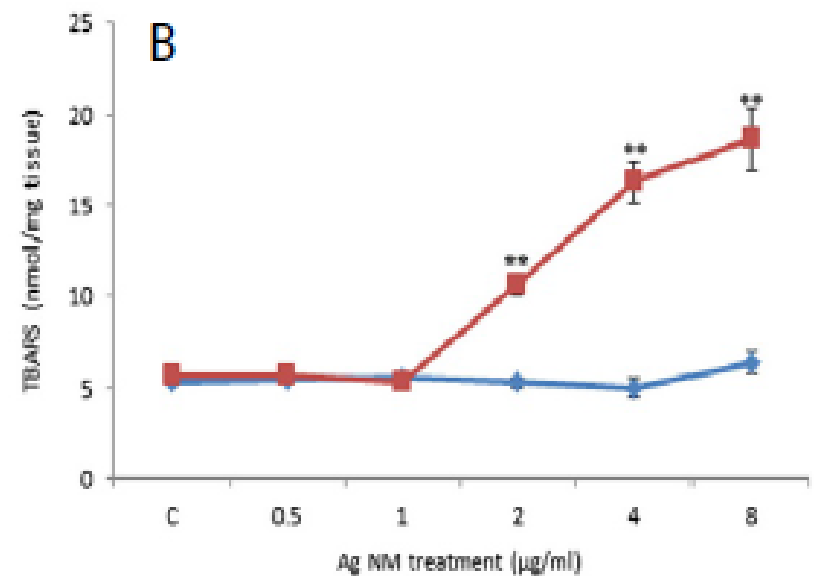 B
25
20
15
10
5
0
TBARS (nmol/mg tissue)
**
**
**
C 0.5 1 2 4 8
Ag NM treatment (µg/ml)